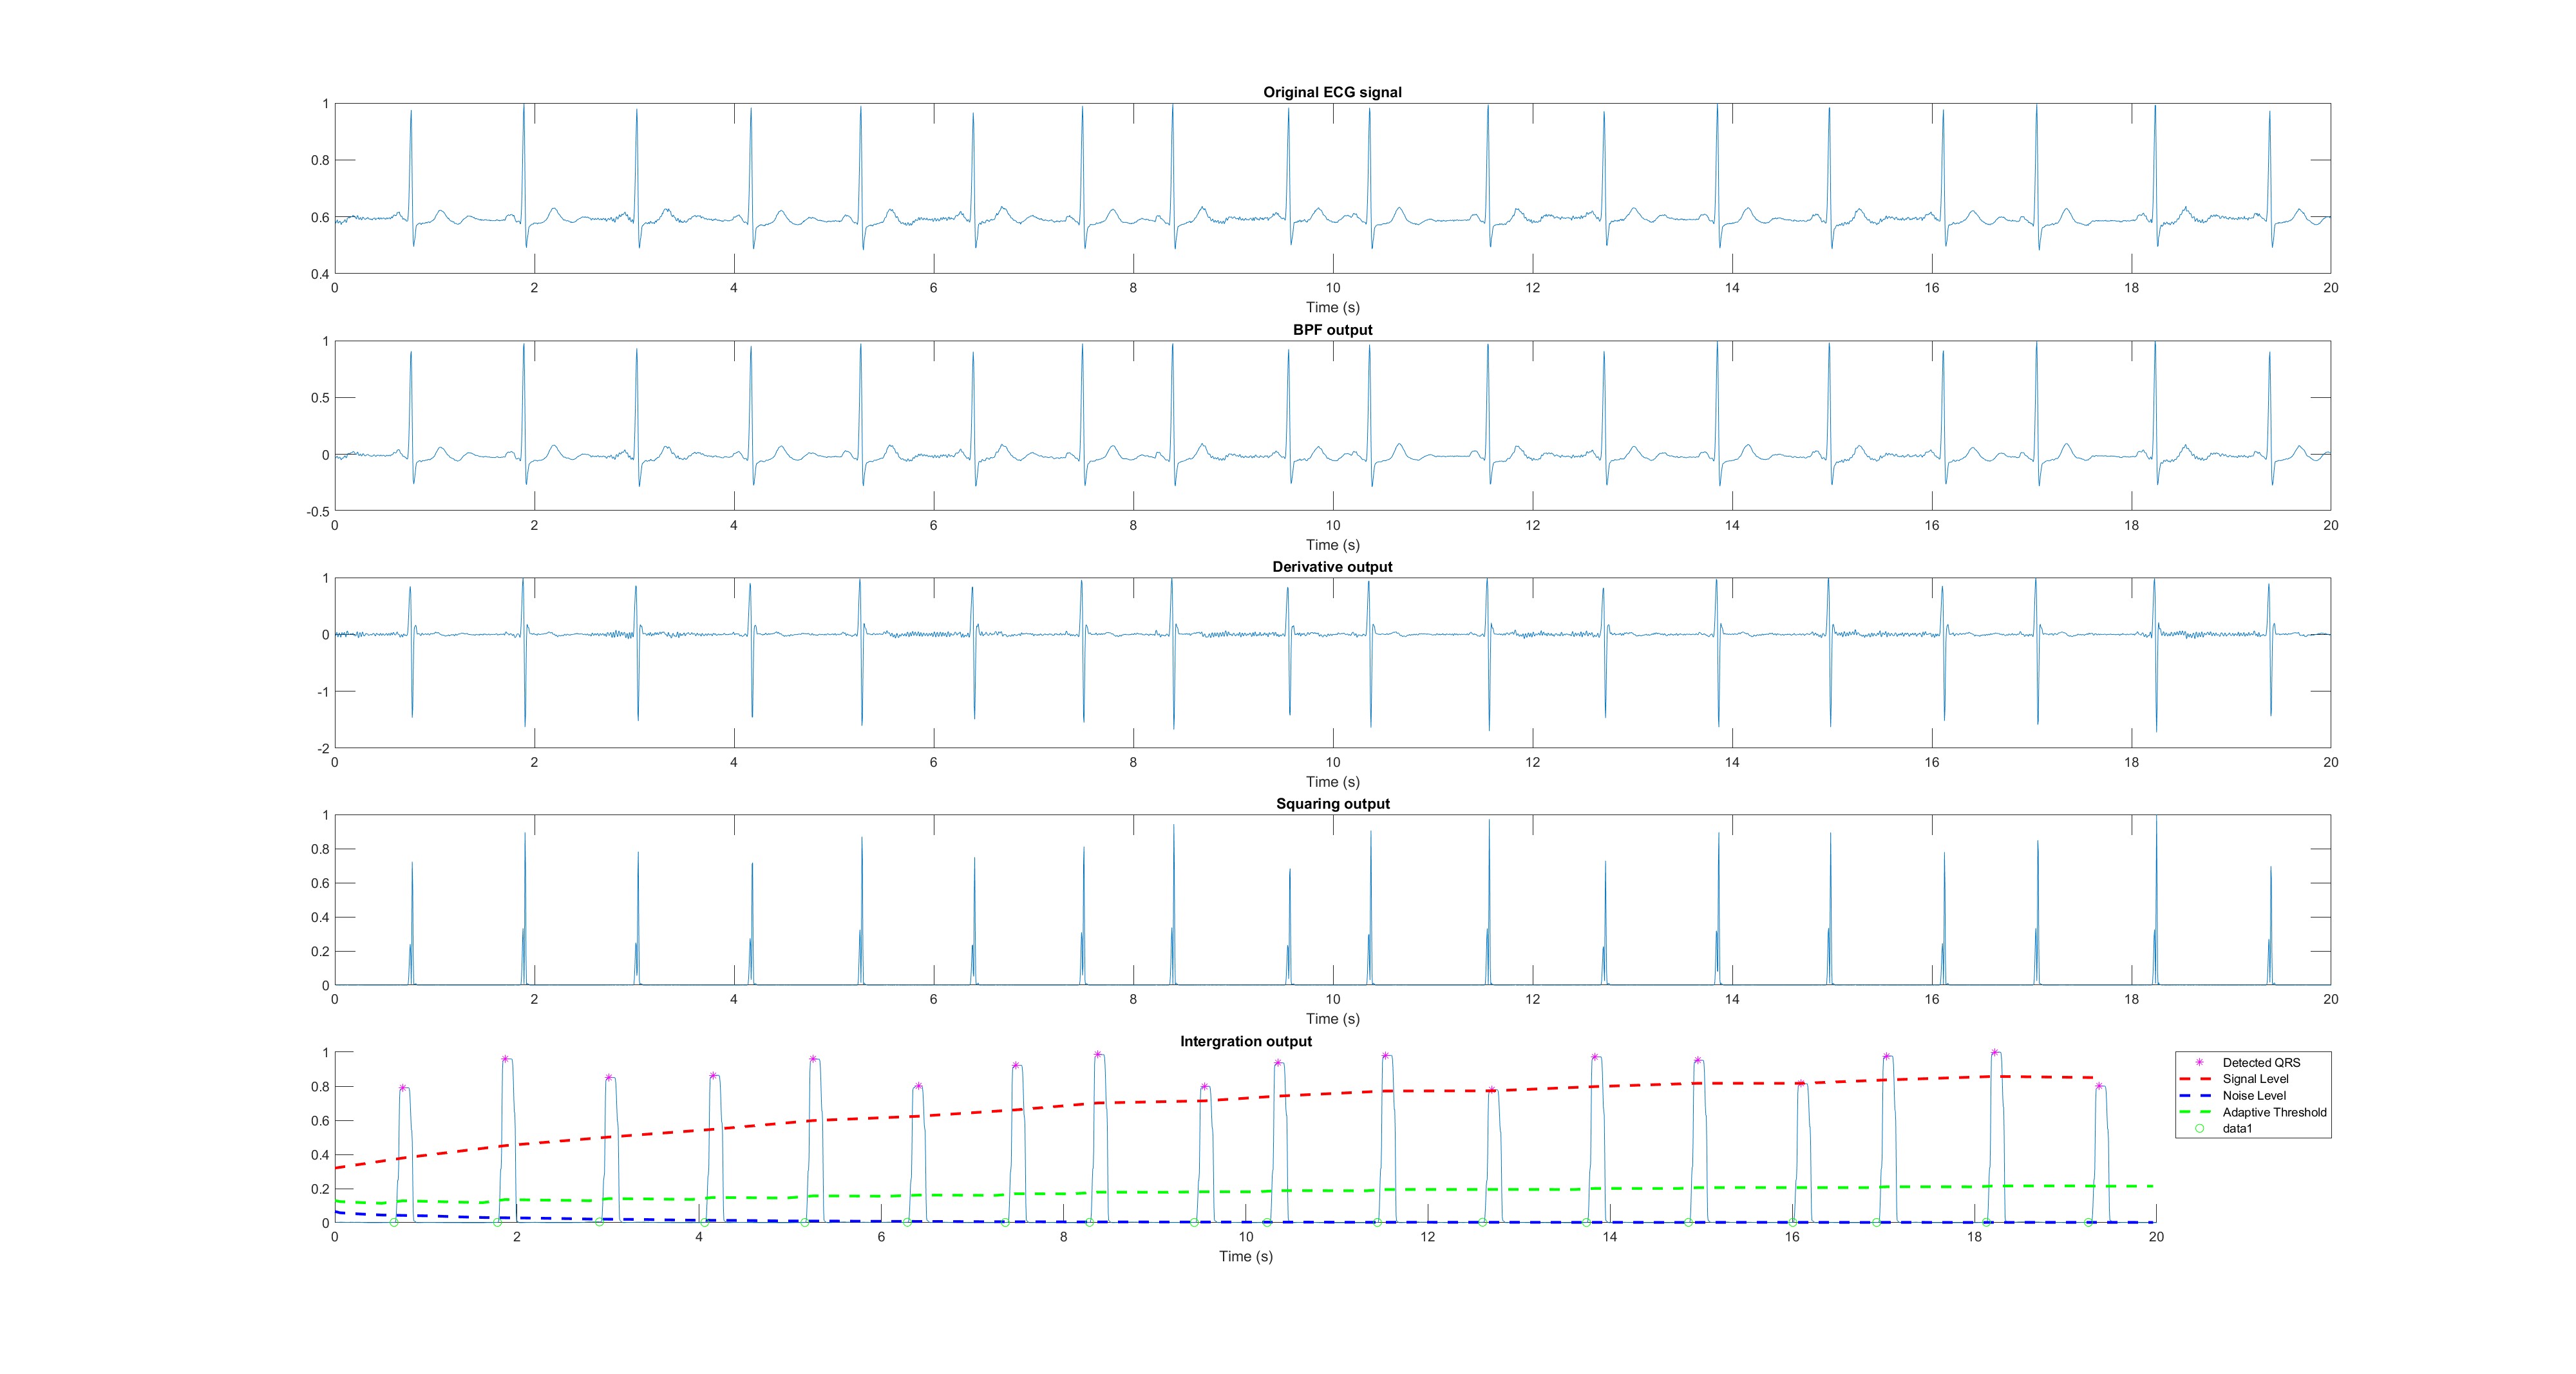 Original ECG signal
1
0.8
0.6
0.4
0 2 4 6 8 10 12 14 16 18 20
Time (s)
BPF output
1
0.5
0
-0.5
0 2 4 6 8 10 12 14 16 18 20
Time (s)
Derivative output
1
0
-1
-2
0 2 4 6 8 10 12 14 16 18 20
Time (s)
Squaring output
1
0.8
0.6
0.4
0.2
0
0 2 4 6 8 10 12 14 16 18 20
Time (s)
Intergration output
1
0.8
0.6
0.4
0.2
0
0 2 4 6 8 10 12 14 16 18 20
Time (s)
Detected QRS
Signal Level
Noise Level
Adaptive Threshold
data1